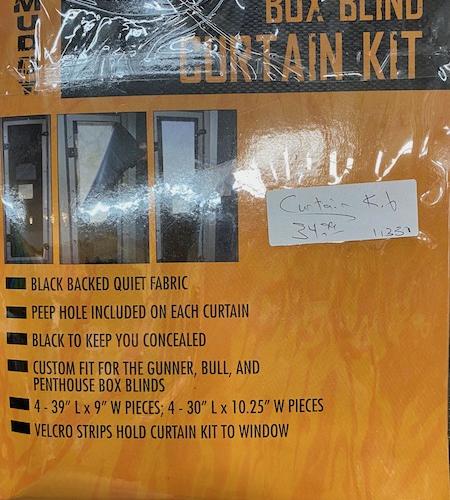 BOX BLIND
CURTAIN KIT
Curtain Kit
34.99
BLACK BACKED QUIET FABRIC
PEEP HOLE INCLUDED ON EACH CURTAIN
BLACK TO KEEP YOU CONCEALED
CUSTOM FIT FOR THE GUNNER, BULL, AND
PENTHOUSE BOX BLINDS
4 - 39" L x 9" W PIECES; 4 - 30" L x 10.25" W PIECES
VELCRO STRIPS HOLD CURTAIN KIT TO WINDOW